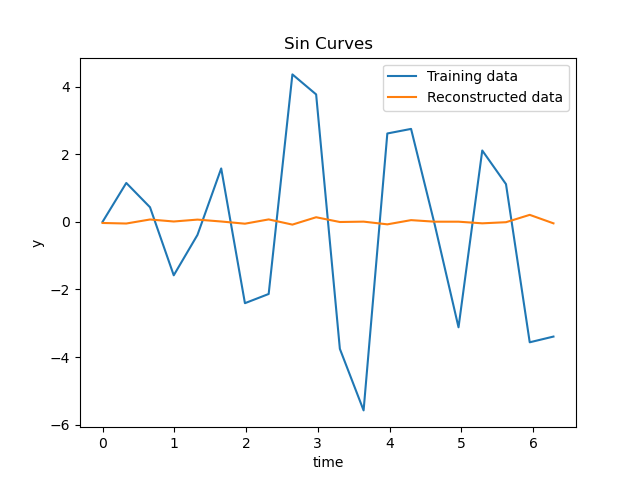 Sin Curves
Training data
Reconstructed data
4
2
0
−2
−4
−6
y
0 1 2 3 4 5 6
time